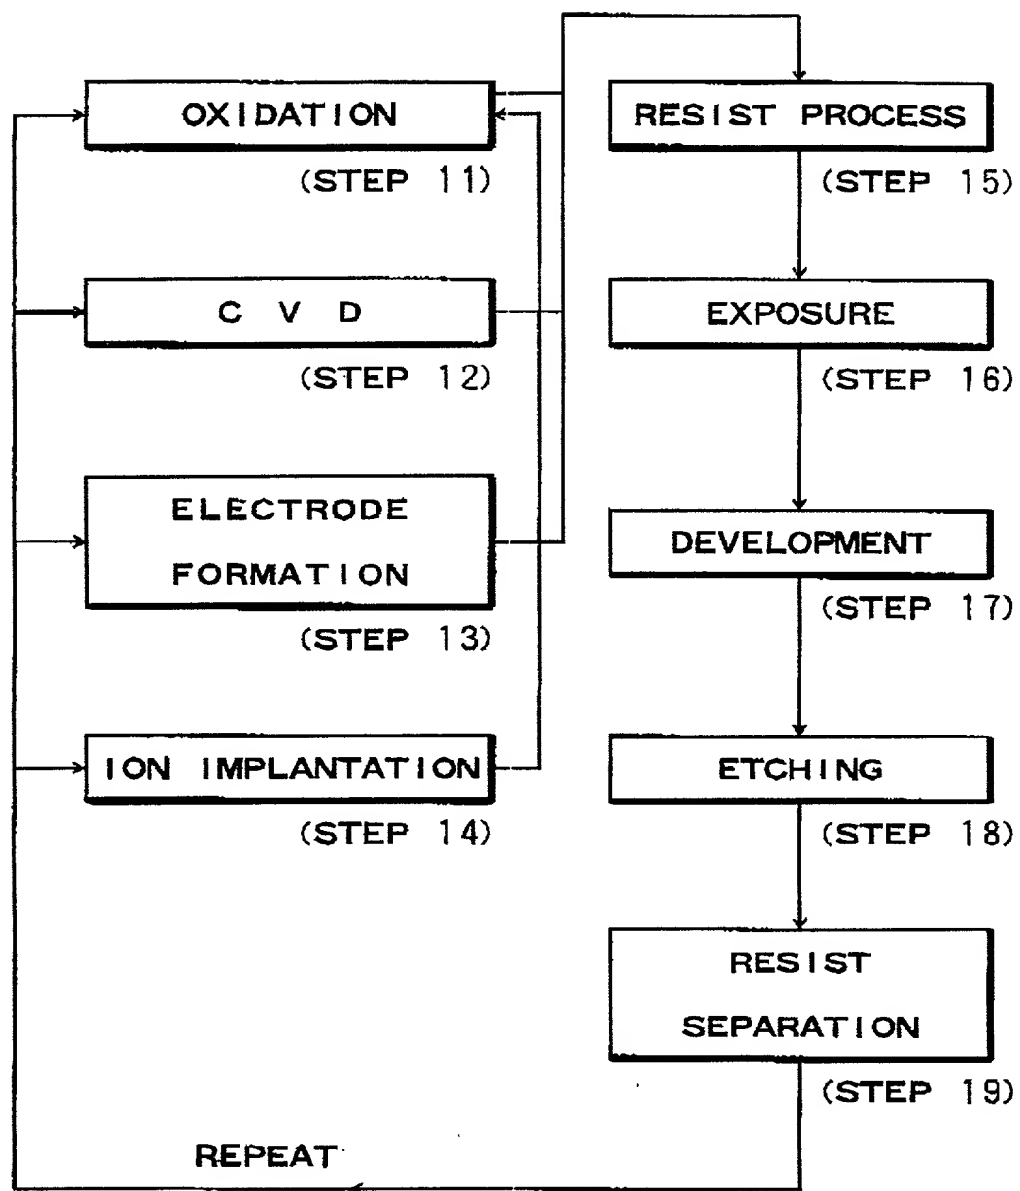 OXIDATION
(STEP 11)
C V D
(STEP 12)
ELECTRODE
FORMATION
(STEP 13)
ION IMPLANTATION
(STEP 14)
RESIST PROCESS
(STEP 15)
EXPOSURE
(STEP 16)
DEVELOPMENT
(STEP 17)
ETCHING
(STEP 18)
RESIST
SEPARATION
(STEP 19)
REPEAT